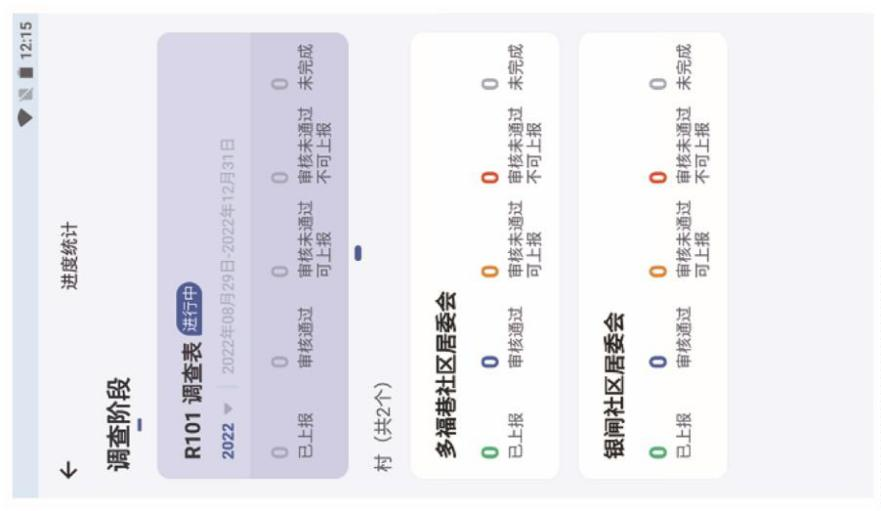 12:15
进度统计
调查阶段
R101 调查表 进行中
2022 2022年08月29日-2022年12月31日
0 0 0 0 0
已上报 审核通过 审核未通过 审核未通过 未完成
可上报 不可上报
村（共2个）
多福巷社区居委会
0 0 0 0 0
已上报 审核通过 审核未通过 审核未通过 未完成
可上报 不可上报
银闸社区居委会
0 0 0 0 0
已上报 审核通过 审核未通过 审核未通过 未完成
可上报 不可上报